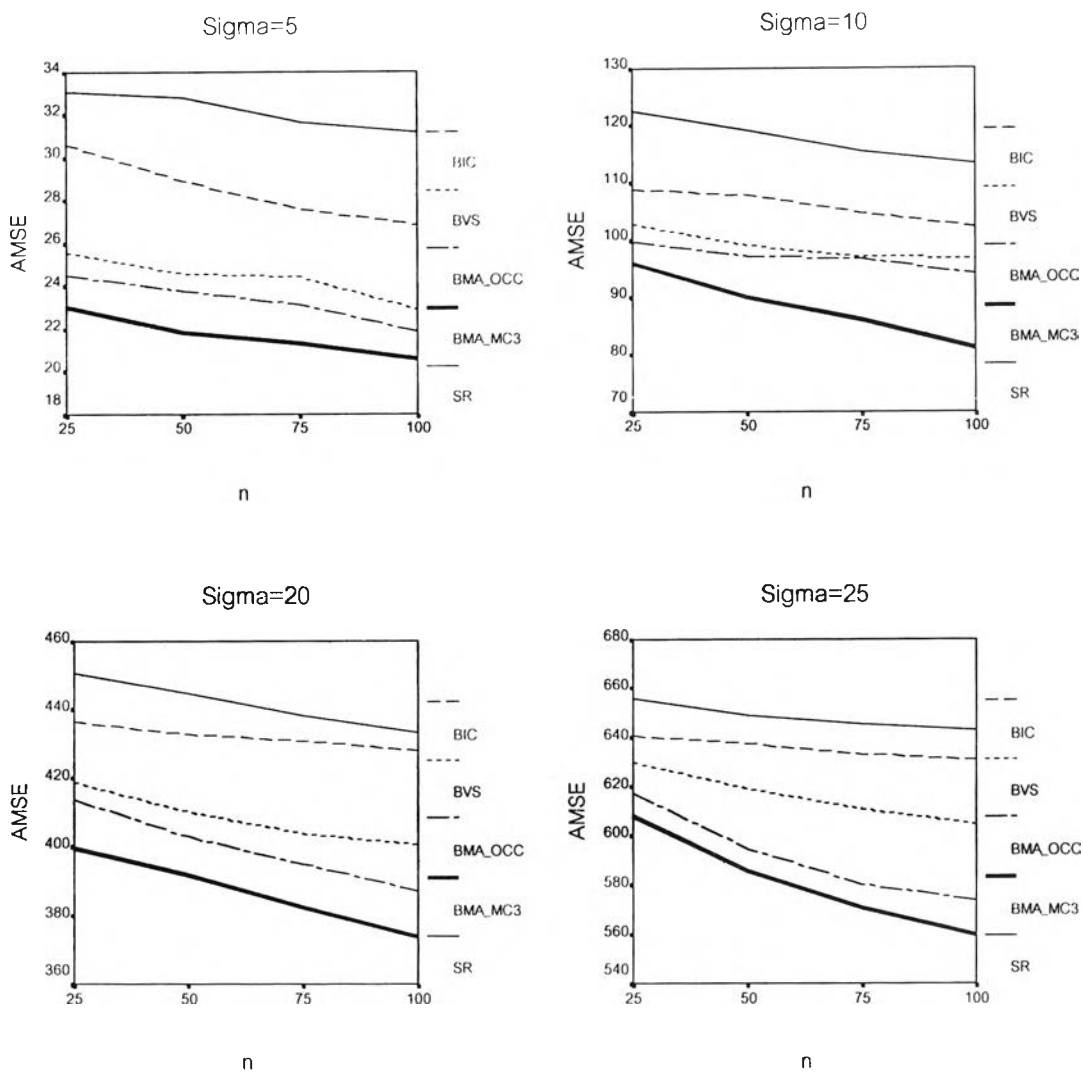 Sigma=5
AMSE
34
32
30
28
26
24
22
20
18
25 50 75 100
n
BIC
BVS
BMA_OCC
BMA_MC3
SR
Sigma=10
AMSE
130
120
110
100
90
80
70
25 50 75 100
n
BIC
BVS
BMA_OCC
BMA_MC3
SR
Sigma=20
AMSE
460
440
420
400
380
360
25 50 75 100
n
BIC
BVS
BMA_OCC
BMA_MC3
SR
Sigma=25
AMSE
680
660
640
620
600
580
560
540
25 50 75 100
n
BIC
BVS
BMA_OCC
BMA_MC3
SR